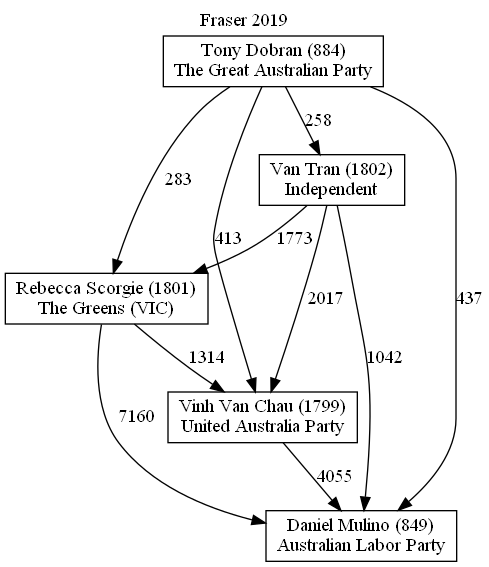 Fraser 2019
Tony Dobran (884)
The Great Australian Party
258
Van Tran (1802)
Independent
283
413
1773
2017
437
Rebecca Scorgie (1801)
The Greens (VIC)
1314
1042
Vinh Van Chau (1799)
United Australia Party
7160
4055
Daniel Mulino (849)
Australian Labor Party